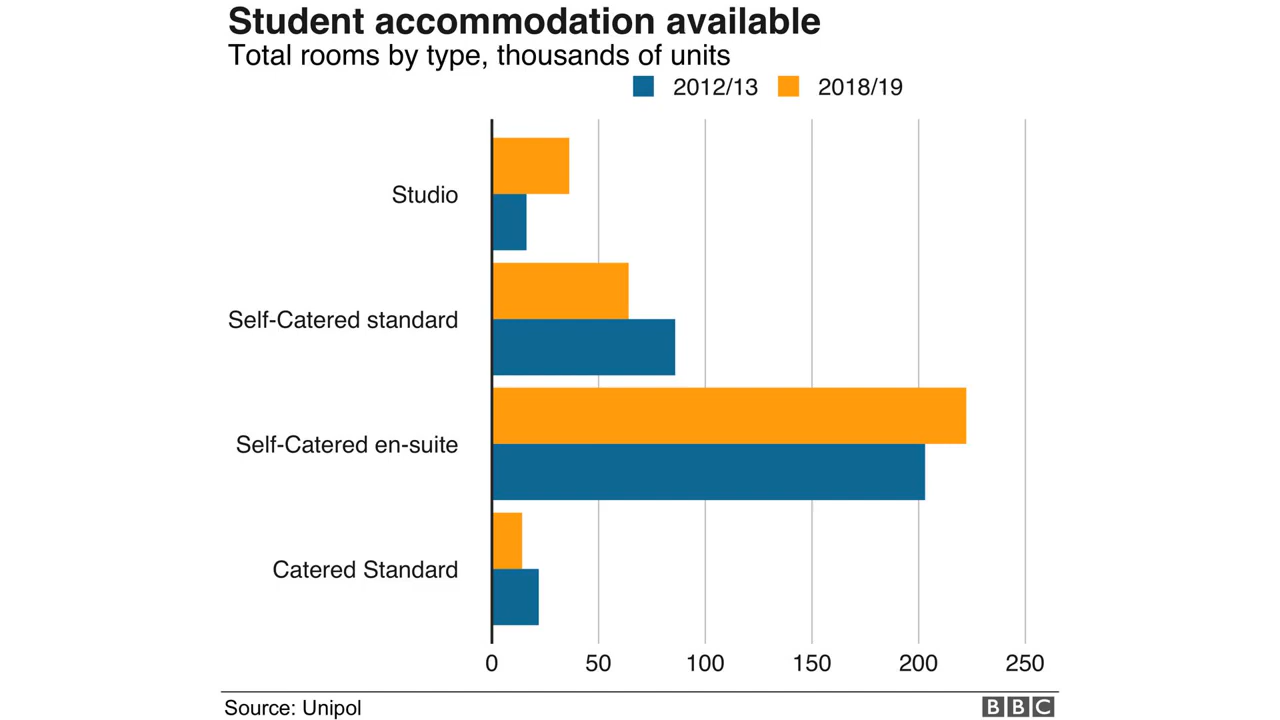 Student accommodation available
Total rooms by type, thousands of units
2012/13 2018/19
Studio
Self-Catered standard
Self-Catered en-suite
Catered Standard
0 50 100 150 200 250
Source: Unipol
BBC